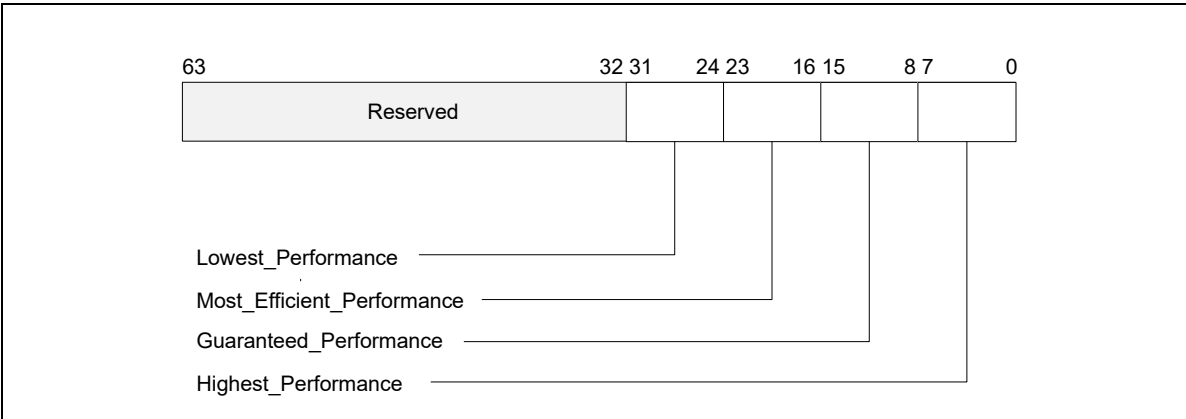 63 32 31 24 23 16 15 8 7 0
Reserved
Lowest_Performance
Most_Efficient_Performance
Guaranteed_Performance
Highest_Performance